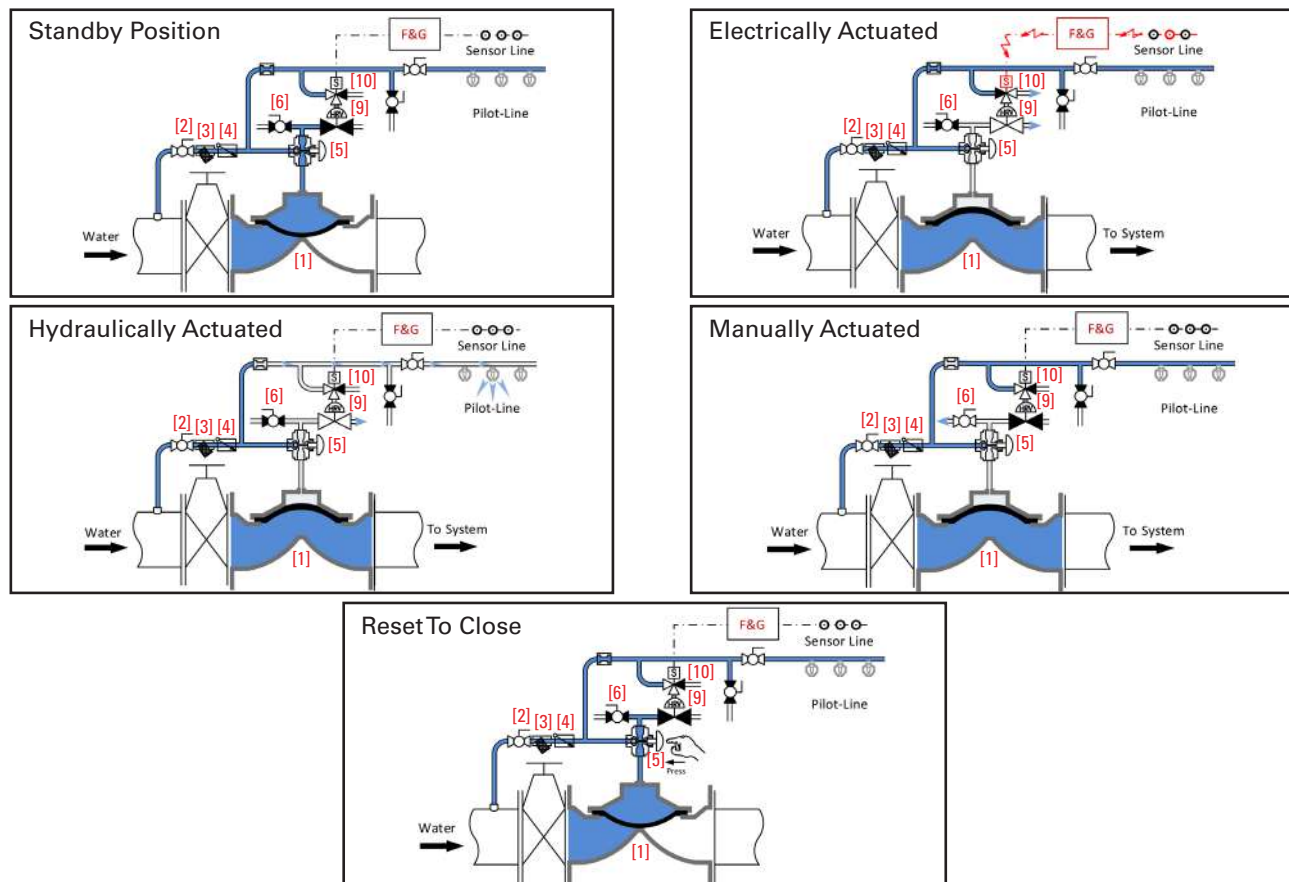 Standby Position
F&G
Sensor Line
S
[10]
[6]
[9]
Pilot-Line
[2]
[3] [4]
[5]
Water
[1]
Electrically Actuated
F&G
Sensor Line
S
[10]
[6]
[9]
Pilot-Line
[2]
[3] [4]
[5]
Water
To System
[1]
Hydraulically Actuated
F&G
Sensor Line
S
[10]
[6]
[9]
Pilot-Line
[2]
[3] [4]
[5]
Water
To System
[1]
Manually Actuated
F&G
Sensor Line
S
[10]
[6]
[9]
Pilot-Line
[2]
[3] [4]
[5]
Water
To System
[1]
Reset To Close
F&G
Sensor Line
S
[10]
[6]
[9]
Pilot-Line
[2]
[3] [4]
[5]
Press
Water
[1]